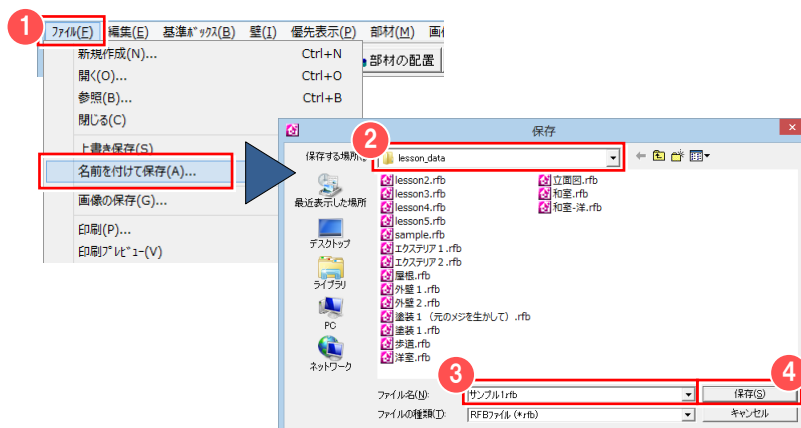 1
ファイル(F) 編集(E) 基準ボックス(B) 壁(I) 優先表示(P) 部材(M)
新規作成(N)... Ctrl+N
部材の配置
開く(O)... Ctrl+O
参照(B)... Ctrl+B
閉じる(C)
上書き保存(S)
名前を付けて保存(A)...
画像の保存(G)...
印刷(P)...
印刷プレビュー(V)
保存
2
保存する場所
lesson_data
最近表示した場所
デスクトップ
ライブラリ
PC
ネットワーク
lesson2.rfb
lesson3.rfb
lesson4.rfb
lesson5.rfb
sample.rfb
エクステリア1.rfb
エクステリア2.rfb
屋根.rfb
外壁1.rfb
外壁2.rfb
塗装1 (元のメジを生かして) .rfb
塗装1.rfb
歩道.rfb
洋室.rfb
立面図.rfb
和室.rfb
和室-洋.rfb
3
4
ファイル名(N): サンプル1rfb 保存(S)
ファイルの種類(T): RFBファイル (*rfb) キャンセル